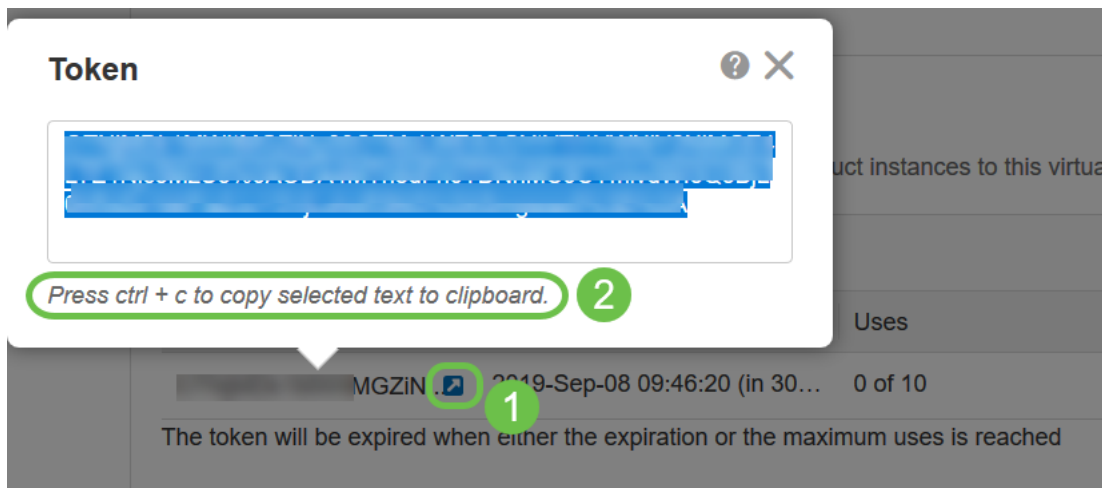 Token
uct instances to this virtua
Press ctrl + c to copy selected text to clipboard.
2
Uses
MGZiN... 2019-Sep-08 09:46:20 (in 30... 0 of 10
1
The token will be expired when either the expiration or the maximum uses is reached